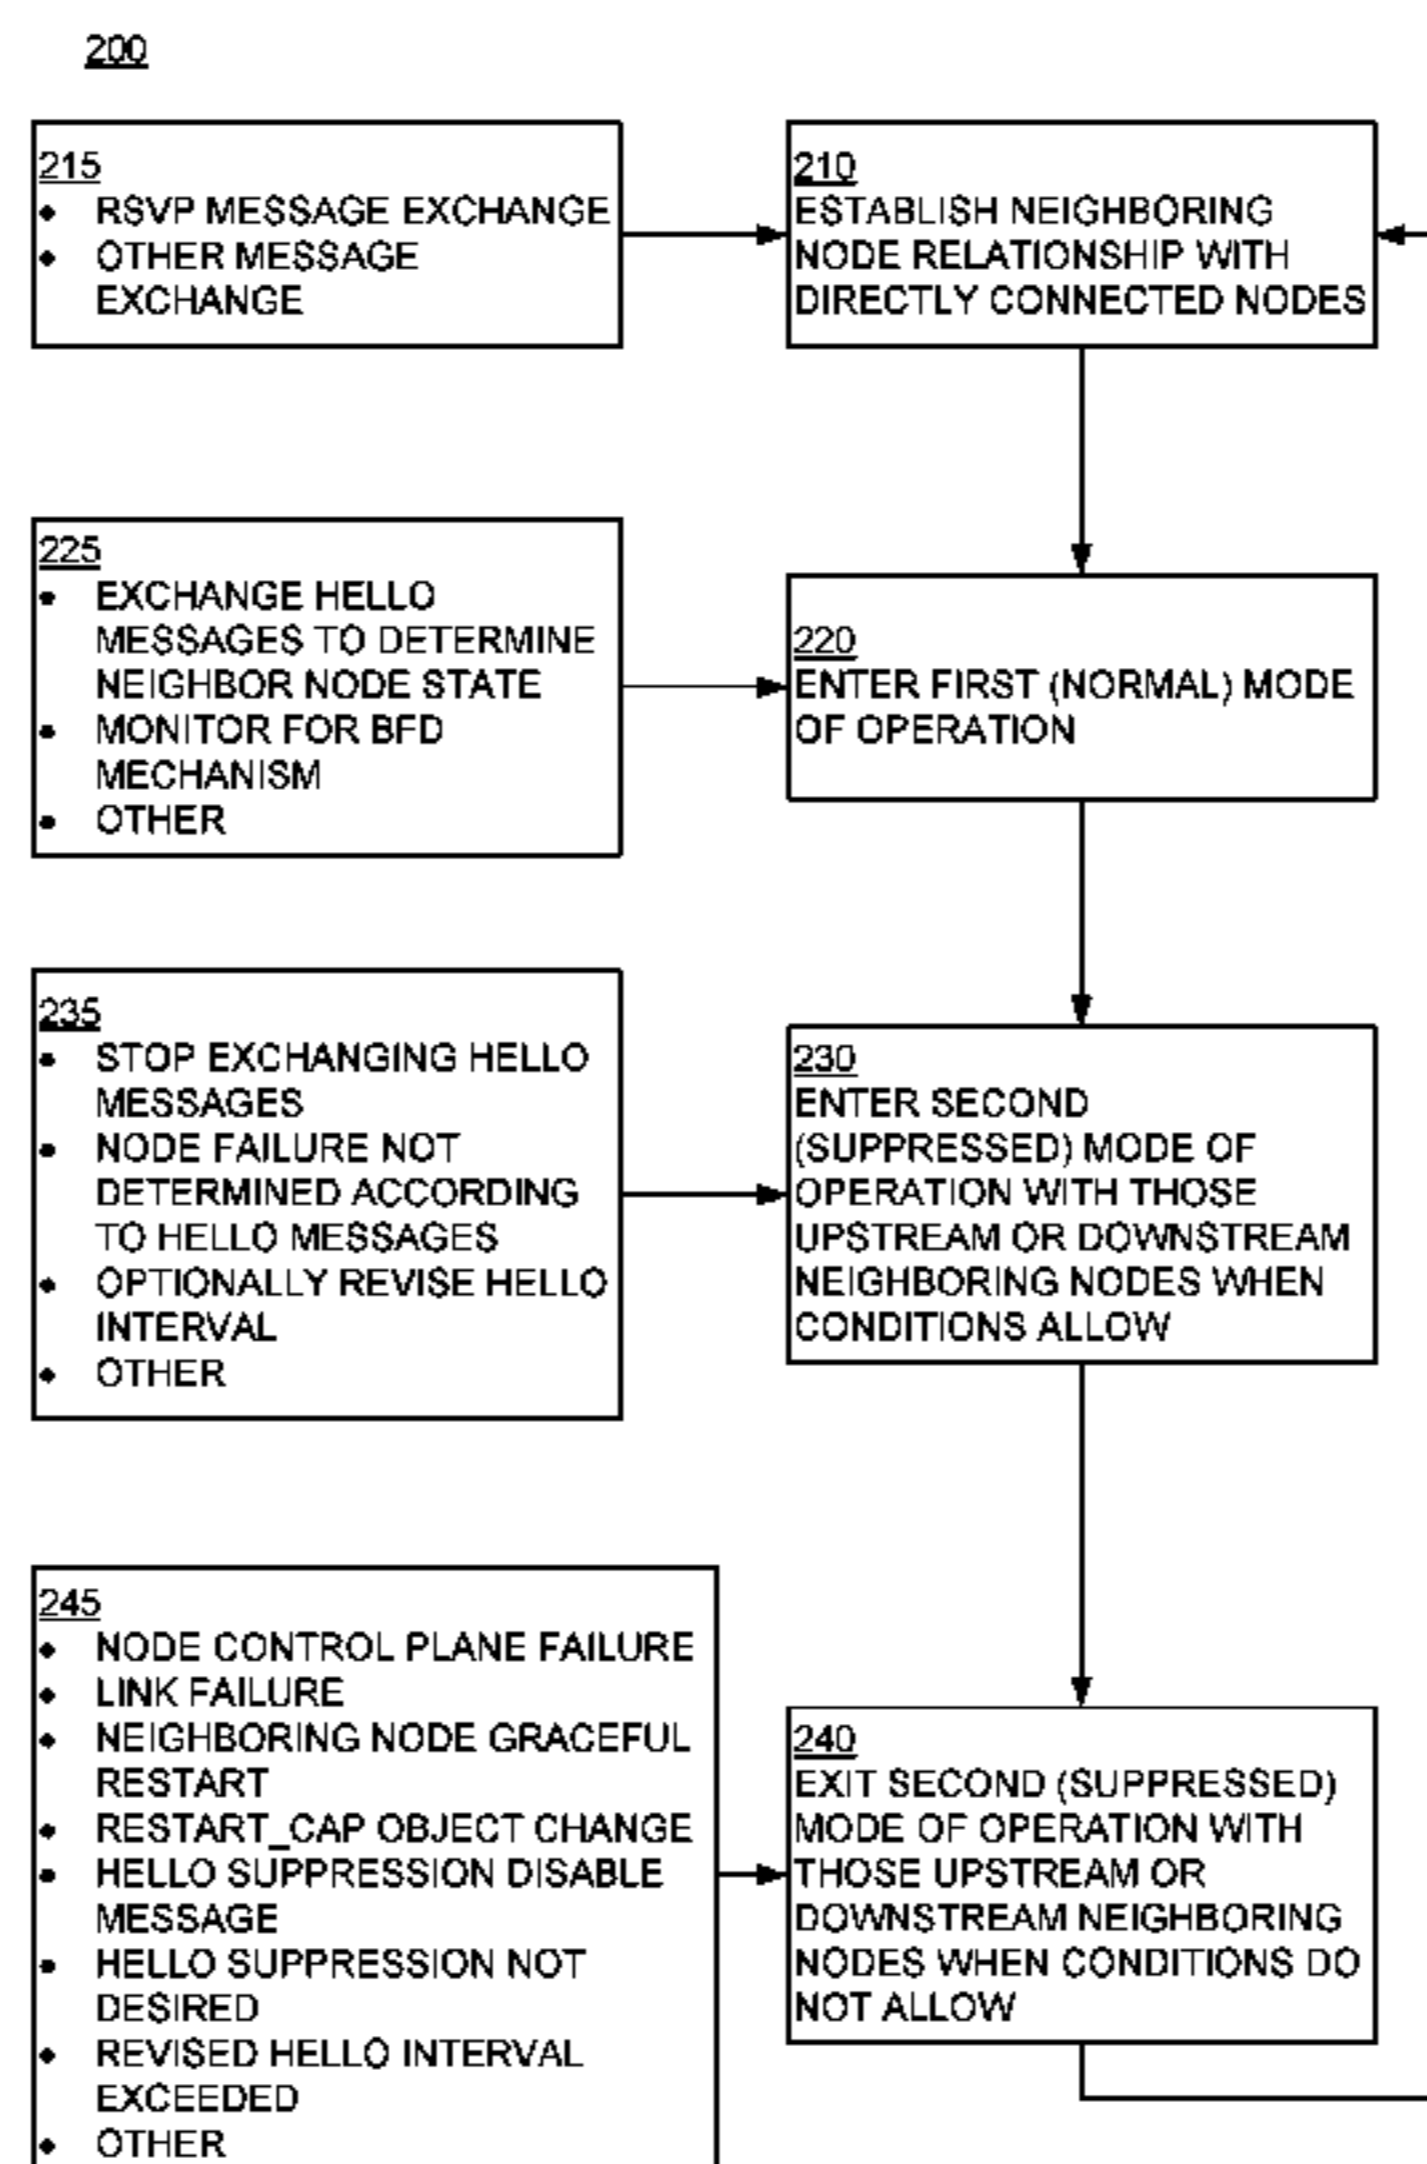 200
215
• RSVP MESSAGE EXCHANGE
• OTHER MESSAGE
EXCHANGE
210
ESTABLISH NEIGHBORING
NODE RELATIONSHIP WITH
DIRECTLY CONNECTED NODES
225
• EXCHANGE HELLO
MESSAGES TO DETERMINE
NEIGHBOR NODE STATE
• MONITOR FOR BFD
MECHANISM
• OTHER
220
ENTER FIRST (NORMAL) MODE
OF OPERATION
235
• STOP EXCHANGING HELLO
MESSAGES
• NODE FAILURE NOT
DETERMINED ACCORDING
TO HELLO MESSAGES
• OPTIONALLY REVISE HELLO
INTERVAL
• OTHER
230
ENTER SECOND
(SUPPRESSED) MODE OF
OPERATION WITH THOSE
UPSTREAM OR DOWNSTREAM
NEIGHBORING NODES WHEN
CONDITIONS ALLOW
245
• NODE CONTROL PLANE FAILURE
• LINK FAILURE
• NEIGHBORING NODE GRACEFUL
RESTART
• RESTART_CAP OBJECT CHANGE
• HELLO SUPPRESSION DISABLE
MESSAGE
• HELLO SUPPRESSION NOT
DESIRED
• REVISED HELLO INTERVAL
EXCEEDED
• OTHER
240
EXIT SECOND (SUPPRESSED)
MODE OF OPERATION WITH
THOSE UPSTREAM OR
DOWNSTREAM NEIGHBORING
NODES WHEN CONDITIONS DO
NOT ALLOW